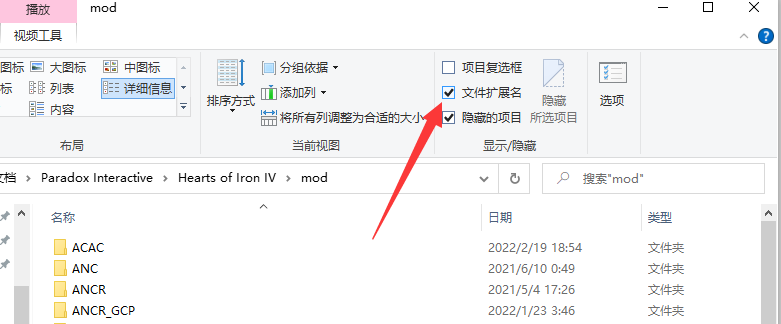 播放 mod
视频工具
图标 大图标 中图标
标 列表 详细信息
内容
布局
排序方式
分组依据
添加列
将所有列调整为合适的大小
当前视图
项目复选框
文件扩展名
隐藏的项目
隐藏
所选项目
显示/隐藏
选项
文档 Paradox Interactive Hearts of Iron IV mod
搜索"mod"
名称 日期 类型
ACAC 2022/2/19 18:54 文件夹
ANC 2021/6/10 0:49 文件夹
ANCR 2021/5/4 17:26 文件夹
ANCR_GCP 2022/1/23 3:46 文件夹